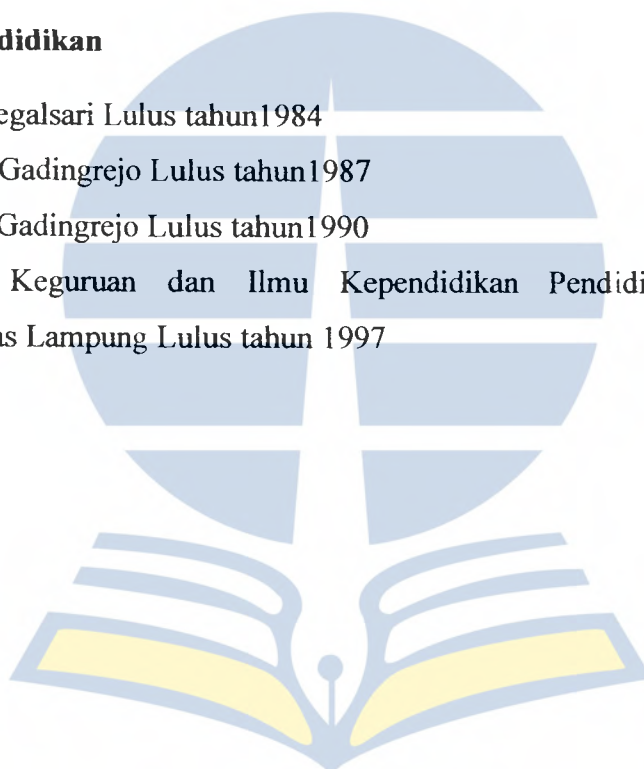 didikan
egalsari Lulus tahun1984
Gadingrejo Lulus tahun1987
Gadingrejo Lulus tahun1990
Keguruan dan Ilmu Kependidikan Pendidi
as Lampung Lulus tahun 1997